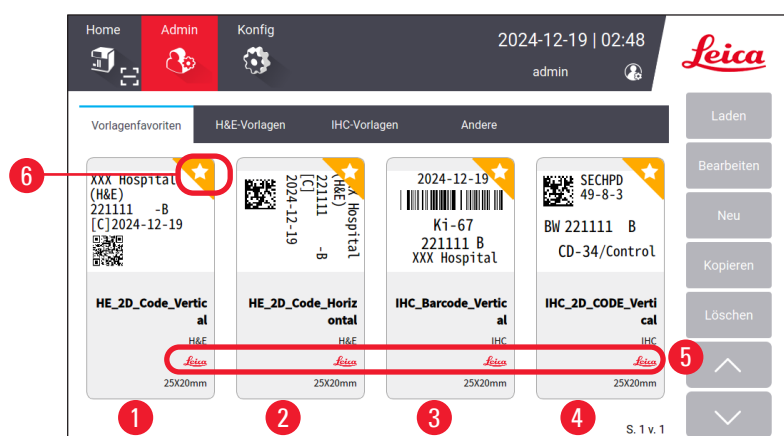 Home
Admin
Konfig
2024-12-19 | 02:48
admin
Leica
Vorlagenfavoriten
H&E-Vorlagen
IHC-Vorlagen
Andere
Laden
Bearbeiten
Neu
Kopieren
Löschen
6
XXX Hospital
(H&E)
221111 -B
[C]2024-12-19
HE_2D_Code_Vertic
al
H&E
Leica
25X20mm
1
XX Hospital
(H&E)
221111 -B
[C]
2024-12-19
HE_2D_Code_Horiz
ontal
H&E
Leica
25X20mm
2
2024-12-19
Ki-67
221111 B
XXX Hospital
IHC_Barcode_Vertic
al
IHC
Leica
25X20mm
3
SECHPD
49-8-3
BW 221111 B
CD-34/Control
IHC_2D_CODE_Verti
cal
IHC
Leica
25X20mm
4
5
S. 1 v. 1